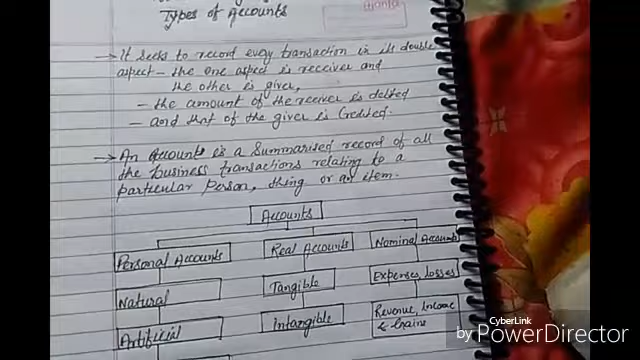 Types of Accounts
→ It seeks to record every transaction in its double
aspect - the one aspect is receiver and
the other is giver,
- the amount of the receiver is debited
- and that of the giver is Credited.
→ An Accounts is a Summarised record of all
the business transactions relating to a
particular person, thing or an item.
Accounts
Personal Accounts Real Accounts Nominal Accounts
Natural Tangible Expenses, losses
Artificial Intangible Revenue, Income
& Gains
CyberLink
by PowerDirector